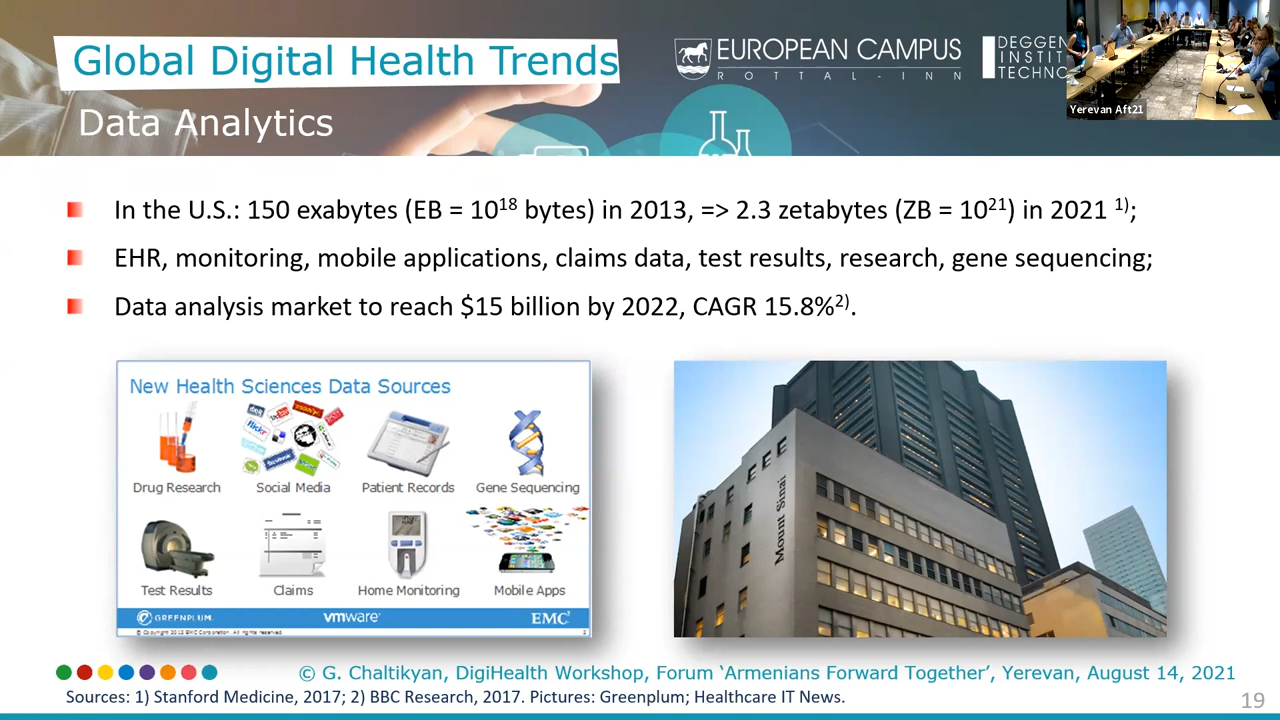 Global Digital Health Trends
Data Analytics
EUROPEAN CAMPUS
ROTTAL-INN
DEGGEN
INSTIT
TECHNO
Yerevan Aft21
In the U.S.: 150 exabytes (EB = 10¹⁸ bytes) in 2013, => 2.3 zetabytes (ZB = 10²¹) in 2021 ¹⁾;
EHR, monitoring, mobile applications, claims data, test results, research, gene sequencing;
Data analysis market to reach $15 billion by 2022, CAGR 15.8%²⁾.
New Health Sciences Data Sources
flickr
Drug Research Social Media Patient Records Gene Sequencing
Test Results Claims Home Monitoring Mobile Apps
GREENPLUM. vmware EMC²
Mount Sinai
© G. Chaltikyan, DigiHealth Workshop, Forum ‘Armenians Forward Together’, Yerevan, August 14, 2021
Sources: 1) Stanford Medicine, 2017; 2) BBC Research, 2017. Pictures: Greenplum; Healthcare IT News.
19